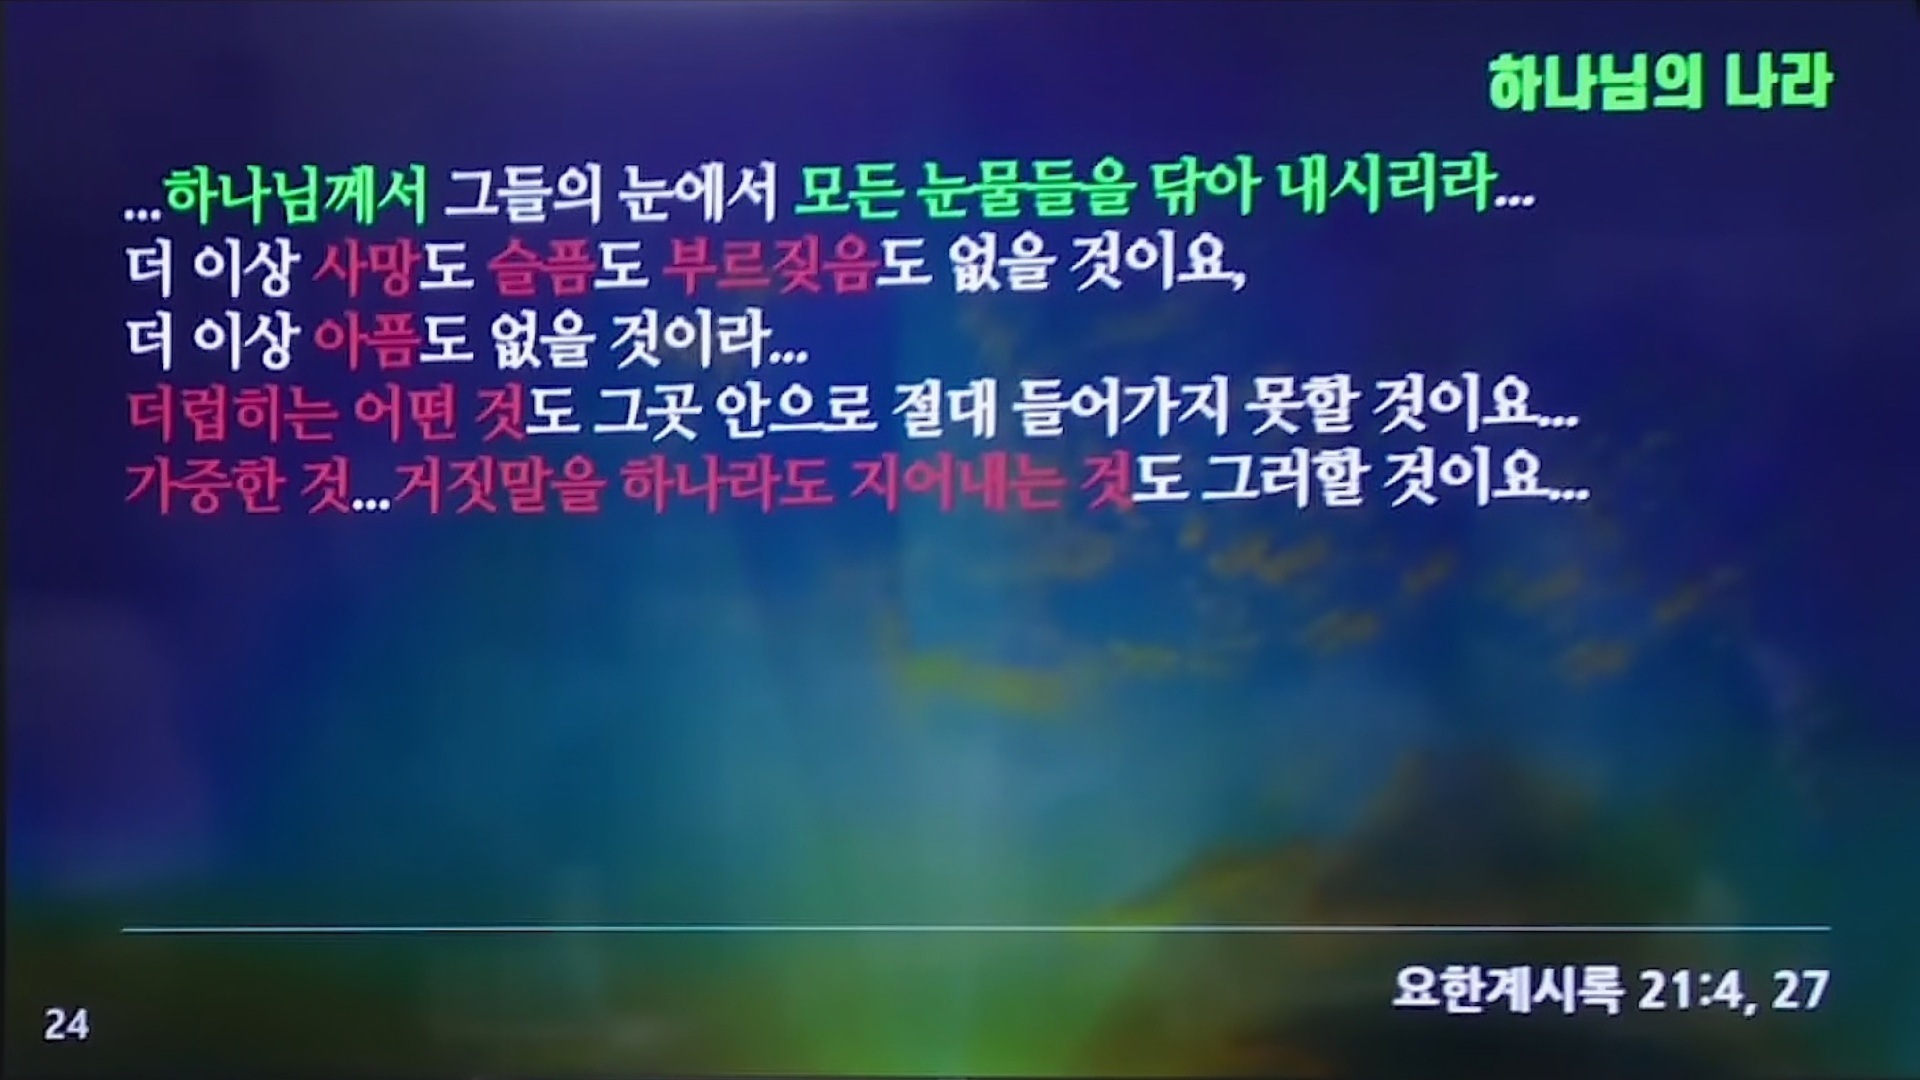 하나님의 나라
...하나님께서 그들의 눈에서 모든 눈물들을 닦아 내시리라...
더 이상 사망도 슬픔도 부르짖음도 없을 것이요,
더 이상 아픔도 없을 것이라...
더럽히는 어떤 것도 그곳 안으로 절대 들어가지 못할 것이요...
가증한 것...거짓말을 하나라도 지어내는 것도 그러할 것이요...
요한계시록 21:4, 27
24